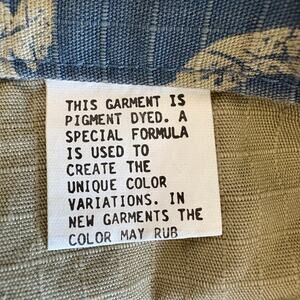 THIS GARMENT IS
PIGMENT DYED. A
SPECIAL FORMULA
IS USED TO
CREATE THE
UNIQUE COLOR
VARIATIONS. IN
NEW GARMENTS THE
COLOR MAY RUB